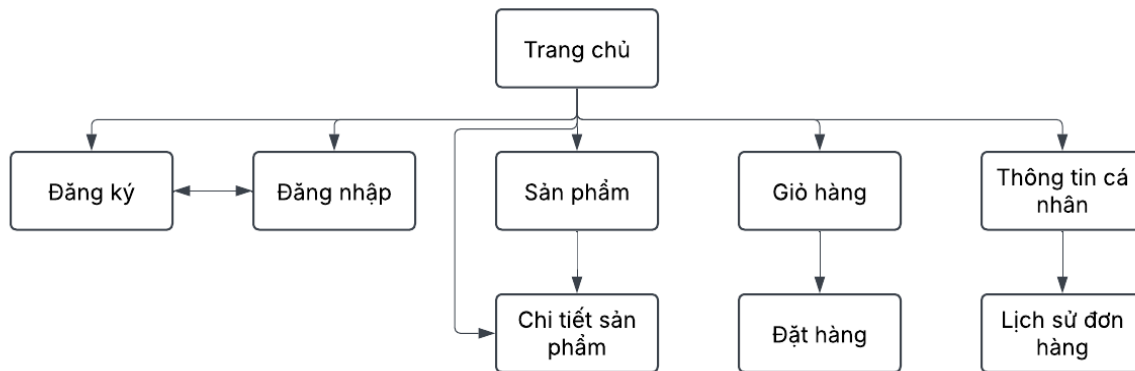 Trang chủ
Đăng ký
Đăng nhập
Sản phẩm
Giỏ hàng
Thông tin cá
nhân
Chi tiết sản
phẩm
Đặt hàng
Lịch sử đơn
hàng